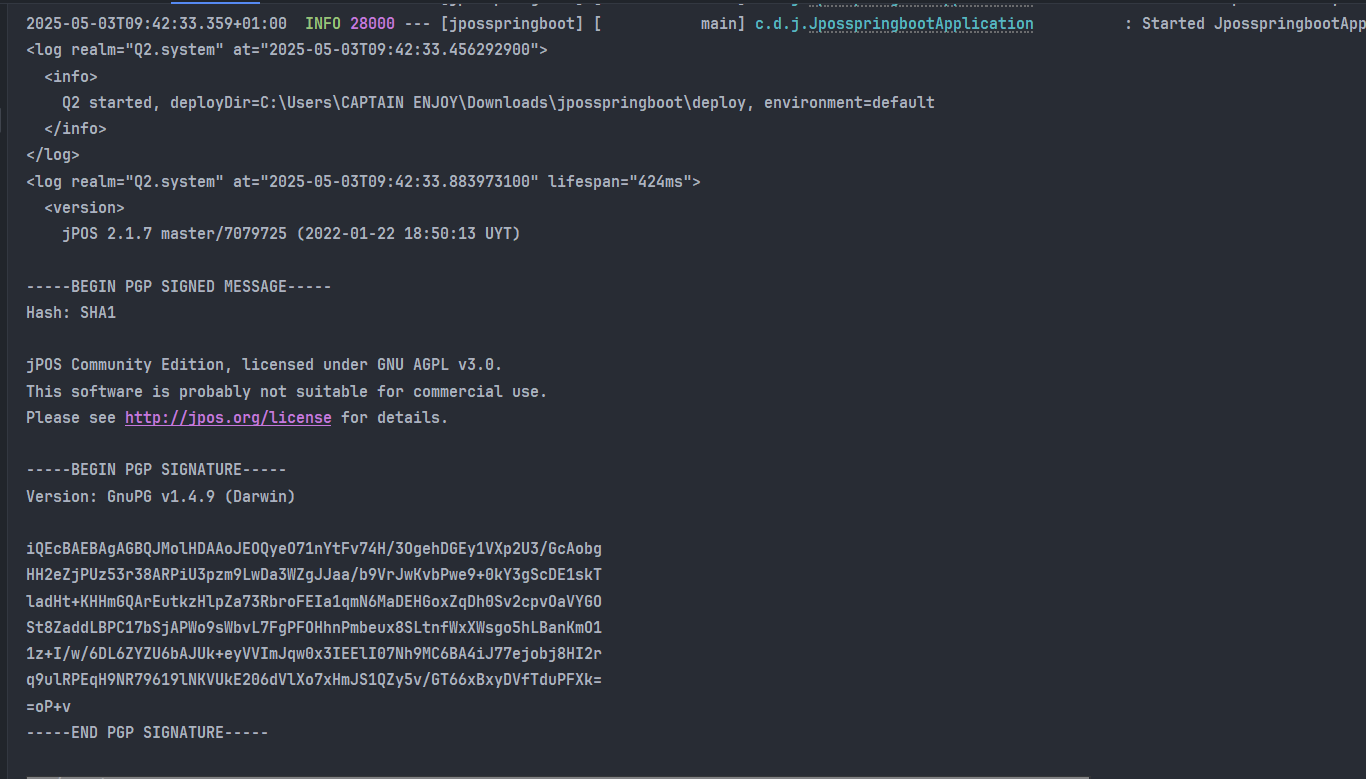 2025-05-03T09:42:33.359+01:00  INFO 28000 --- [jposspringboot] [           main] c.d.j.JposspringbootApplication          : Started JposspringbootApp
<log realm="Q2.system" at="2025-05-03T09:42:33.456292900">
  <info>
    Q2 started, deployDir=C:\Users\CAPTAIN ENJOY\Downloads\jposspringboot\deploy, environment=default
  </info>
</log>
<log realm="Q2.system" at="2025-05-03T09:42:33.883973100" lifespan="424ms">
  <version>
    jPOS 2.1.7 master/7079725 (2022-01-22 18:50:13 UYT)
-----BEGIN PGP SIGNED MESSAGE-----
Hash: SHA1
jPOS Community Edition, licensed under GNU AGPL v3.0.
This software is probably not suitable for commercial use.
Please see http://jpos.org/license for details.
-----BEGIN PGP SIGNATURE-----
Version: GnuPG v1.4.9 (Darwin)
iQEcBAEBAgAGBQJMolHDAAoJEOQyeO71nYtFv74H/3OgehDGEy1VXp2U3/GcAobg
HH2eZjPUz53r38ARPiU3pzm9LwDa3WZgJJaa/b9VrJwKvbPwe9+0kY3gScDE1skT
ladHt+KHHmGQArEutkzHlpZa73RbroFEIa1qmN6MaDEHGoxZqDh0Sv2cpvOaVYGO
St8ZaddLBPC17bSjAPWo9sWbvL7FgPFOHhnPmbeux8SLtnfWxXWsgo5hLBanKmO1
1z+I/w/6DL6ZYZU6bAJUk+eyVVImJqw0x3IEElI07Nh9MC6BA4iJ77ejobj8HI2r
q9ulRPEqH9NR79619lNKVUkE206dVlXo7xHmJS1QZy5v/GT66xBxyDVfTduPFXk=
=oP+v
-----END PGP SIGNATURE-----